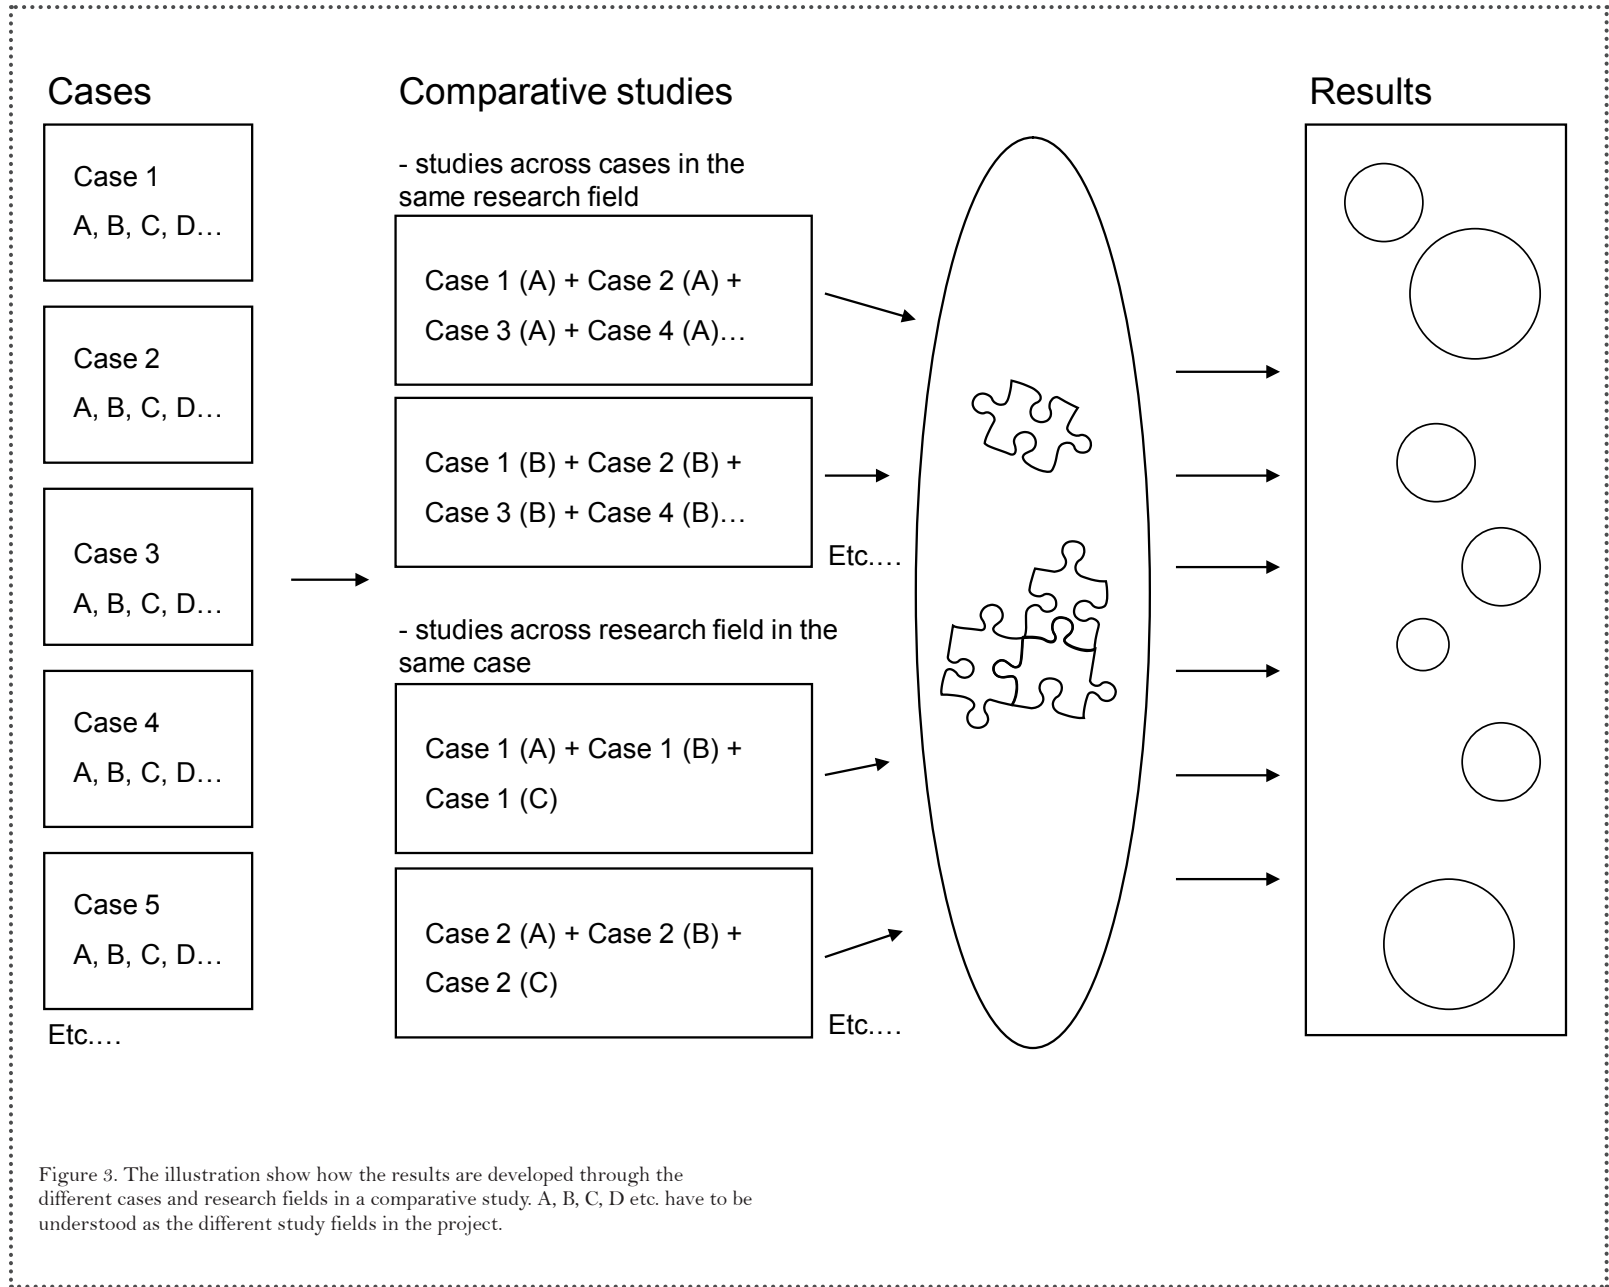 Cases
Case 1
A, B, C, D…
Case 2
A, B, C, D…
Case 3
A, B, C, D…
Case 4
A, B, C, D…
Case 5
A, B, C, D…
Etc.…
Comparative studies
- studies across cases in the
same research field
Case 1 (A) + Case 2 (A) +
Case 3 (A) + Case 4 (A)…
Case 1 (B) + Case 2 (B) +
Case 3 (B) + Case 4 (B)…
Etc.…
- studies across research field in the
same case
Case 1 (A) + Case 1 (B) +
Case 1 (C)
Case 2 (A) + Case 2 (B) +
Case 2 (C)
Etc.…
Results
Figure 3. The illustration show how the results are developed through the
different cases and research fields in a comparative study. A, B, C, D etc. have to be
understood as the different study fields in the project.